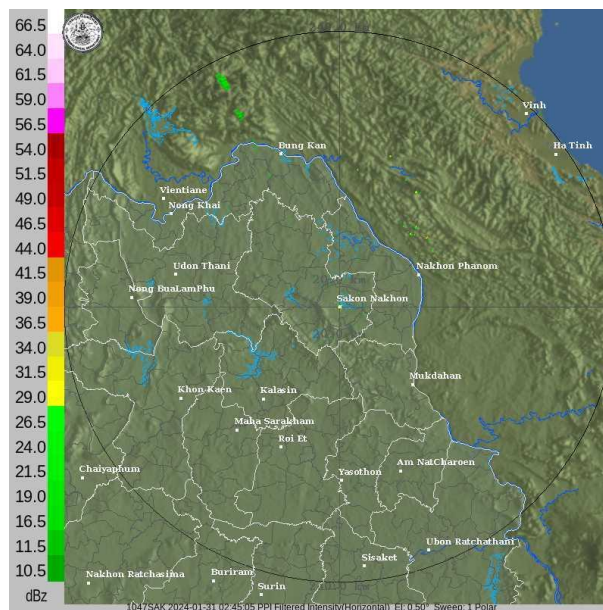 66.5
64.0
61.5
59.0
56.5
54.0
51.5
49.0
46.5
44.0
41.5
39.0
36.5
34.0
31.5
29.0
26.5
24.0
21.5
19.0
16.5
13.0
11.5
10.5
dBz
Vinh
Ha Tinh
Bung Kan
Vientiane
Nong Khai
Udon Thani
Nakhon Phanom
Nong BuaLamPhu
Sakon Nakhon
Mukdahan
Khon Kaen
Kalasin
Maha Sarakham
Roi Et
Chaiyaphum
Am NatCharoen
Yasothon
Ubon Ratchathani
Sisaket
Nakhon Ratchasima
Buriram
Surin
1047SAK 2024-01-31 02:45:05 PPI Filtered Intensity(Horizontal) El: 0.50° Sweep: 1 Polar